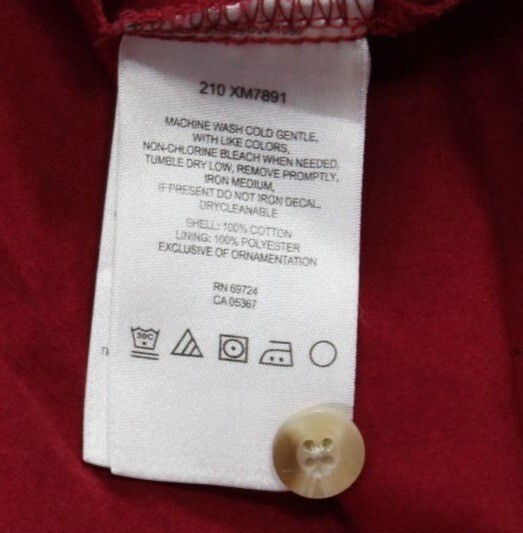 210 XM7891
MACHINE WASH COLD GENTLE,
WITH LIKE COLORS,
NON-CHLORINE BLEACH WHEN NEEDED,
TUMBLE DRY LOW, REMOVE PROMPTLY,
IRON MEDIUM,
IF PRESENT DO NOT IRON DECAL,
DRYCLEANABLE
SHELL: 100% COTTON
LINING: 100% POLYESTER
EXCLUSIVE OF ORNAMENTATION
RN 69724
CA 05367
30C
n